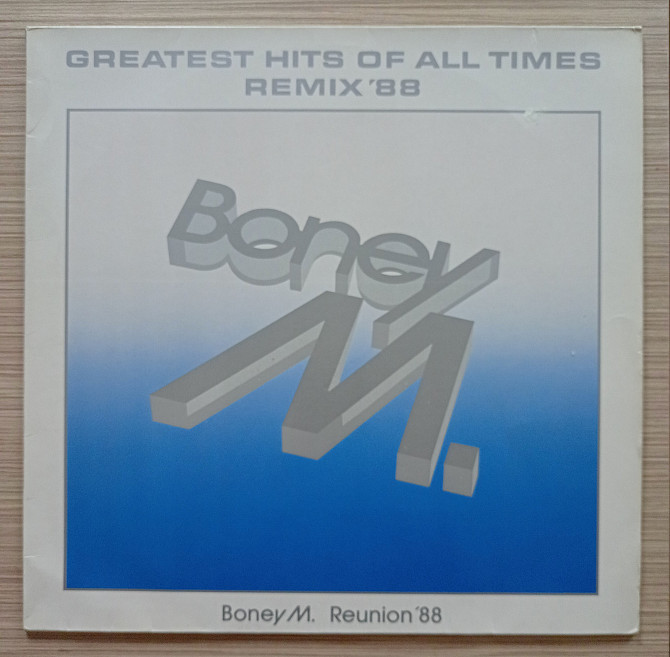 GREATEST HITS OF ALL TIMES
REMIX '88
Boney
M.
Boney M. Reunion '88